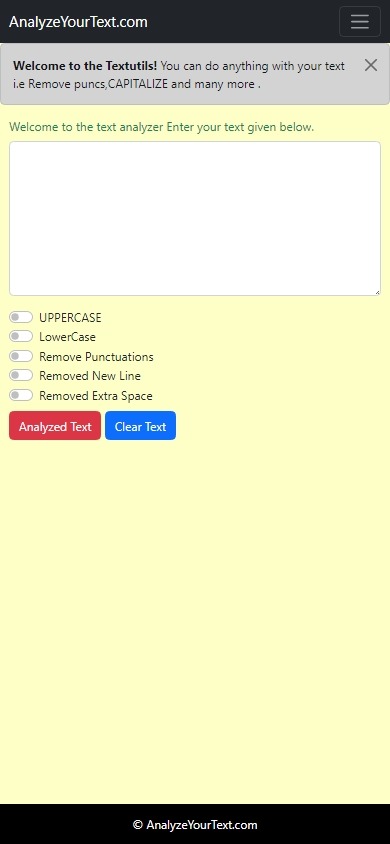 AnalyzeYourText.com
Welcome to the Textutils! You can do anything with your text
i.e Remove puncs,CAPITALIZE and many more .
Welcome to the text analyzer Enter your text given below.
UPPERCASE
LowerCase
Remove Punctuations
Removed New Line
Removed Extra Space
Analyzed Text Clear Text
© AnalyzeYourText.com